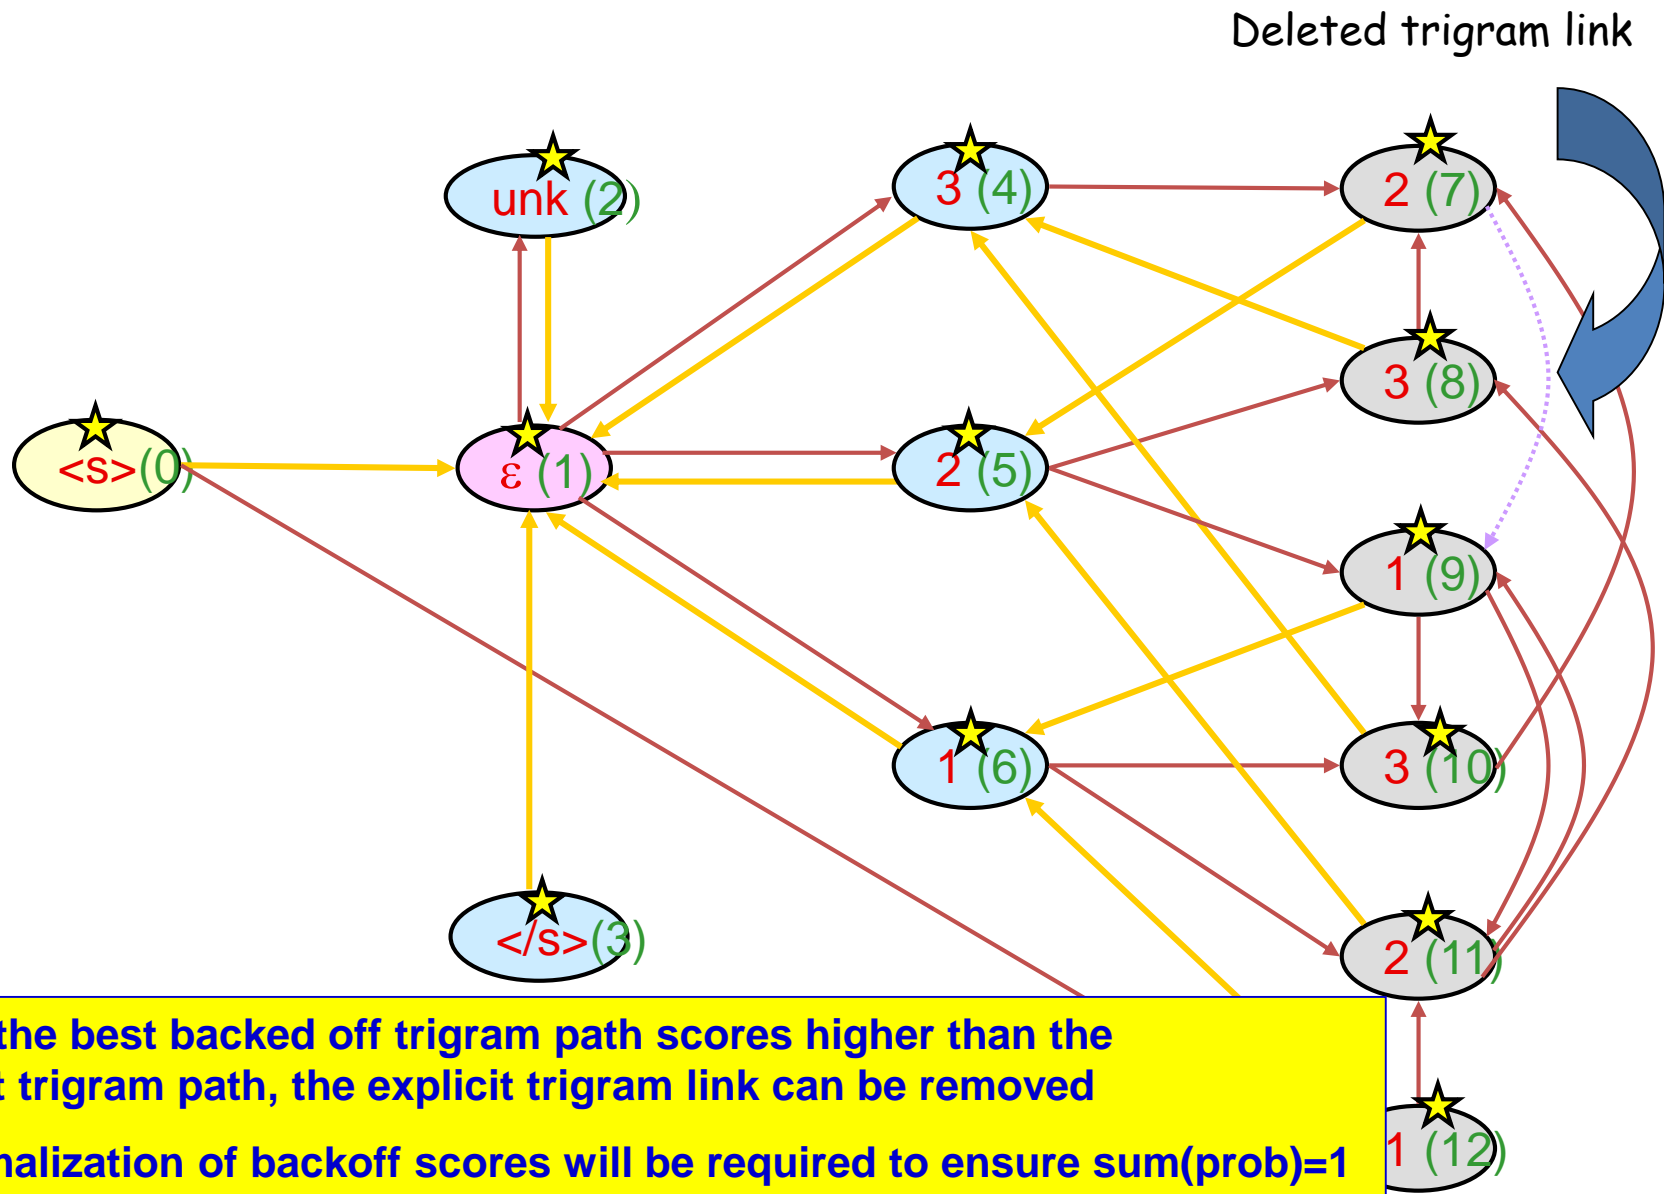 Deleted trigram link
unk (2)
3 (4)
2 (7)
3 (8)
<s>(0)
ε (1)
2 (5)
1 (9)
1 (6)
3 (10)
</s>(3)
2 (11)
the best backed off trigram path scores higher than the
t trigram path, the explicit trigram link can be removed
nalization of backoff scores will be required to ensure sum(prob)=1
1 (12)